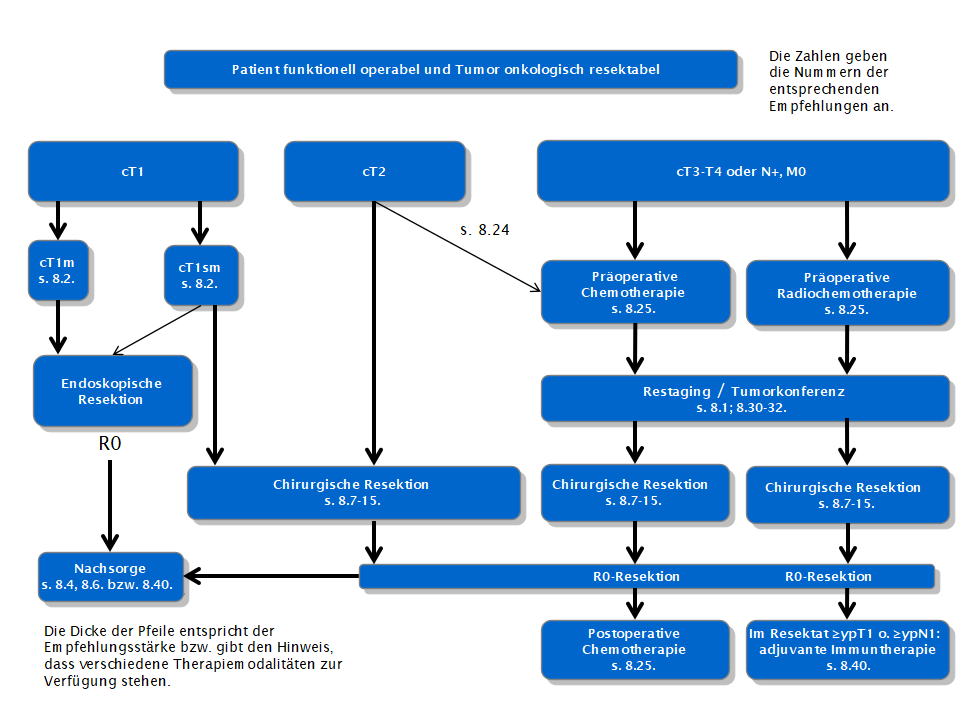 Patient funktionell operabel und Tumor onkologisch resektabel
Die Zahlen geben
die Nummern der
entsprechenden
Empfehlungen an.
cT1
cT2
cT3-T4 oder N+, M0
s. 8.24
cT1m
s. 8.2.
cT1sm
s. 8.2.
Präoperative
Chemotherapie
s. 8.25.
Präoperative
Radiochemotherapie
s. 8.25.
Endoskopische
Resektion
Restaging / Tumorkonferenz
s. 8.1; 8.30-32.
R0
Chirurgische Resektion
s. 8.7-15.
Chirurgische Resektion
s. 8.7-15.
Chirurgische Resektion
s. 8.7-15.
Nachsorge
s. 8.4, 8.6. bzw. 8.40.
R0-Resektion
R0-Resektion
Die Dicke der Pfeile entspricht der
Empfehlungsstärke bzw. gibt den Hinweis,
dass verschiedene Therapiemodalitäten zur
Verfügung stehen.
Postoperative
Chemotherapie
s. 8.25.
Im Resektat ≥ypT1 o. ≥ypN1:
adjuvante Immuntherapie
s. 8.40.